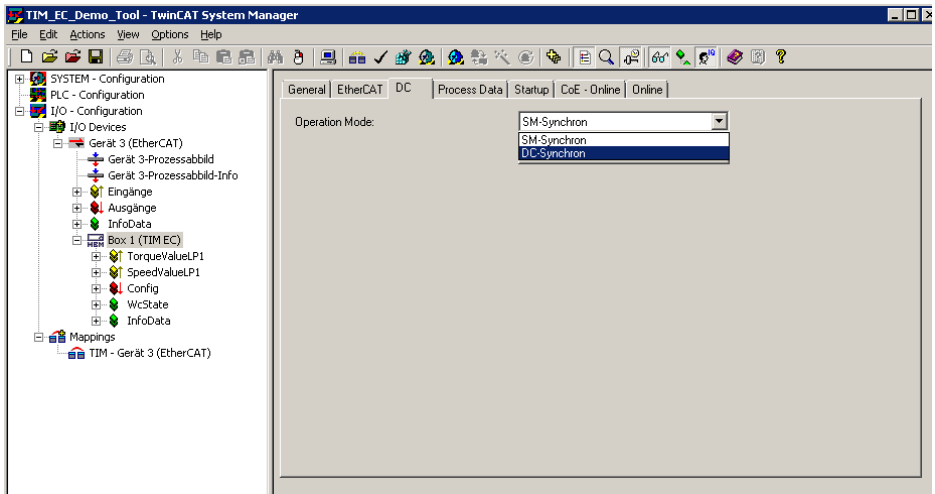 TIM_EC_Demo_Tool - TwinCAT System Manager
File Edit Actions View Options Help
SYSTEM - Configuration
PLC - Configuration
I/O - Configuration
I/O Devices
Gerät 3 (EtherCAT)
Gerät 3-Prozessabbild
Gerät 3-Prozessabbild-Info
Eingänge
Ausgänge
InfoData
Box 1 (TIM EC)
TorqueValueLP1
SpeedValueLP1
Config
WcState
InfoData
Mappings
TIM - Gerät 3 (EtherCAT)
General EtherCAT DC Process Data Startup CoE - Online Online
Operation Mode: SM-Synchron
SM-Synchron
DC-Synchron